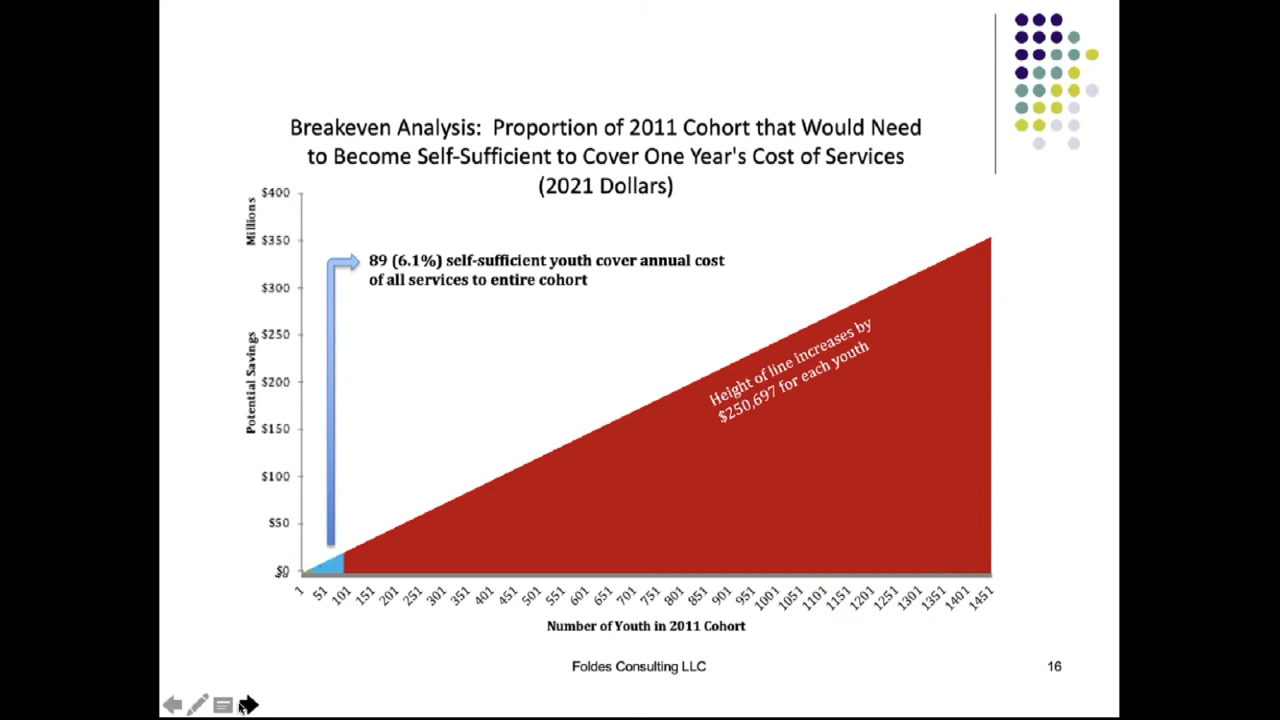 Breakeven Analysis: Proportion of 2011 Cohort that Would Need
to Become Self-Sufficient to Cover One Year's Cost of Services
(2021 Dollars)
Millions
Potential Savings
$400
$350
$300
$250
$200
$150
$100
$50
$0
89 (6.1%) self-sufficient youth cover annual cost
of all services to entire cohort
Height of line increases by
$250,697 for each youth
1 51 101 151 201 251 301 351 401 451 501 551 601 651 701 751 801 851 901 951 1001 1051 1101 1151 1201 1251 1301 1351 1401 1451
Number of Youth in 2011 Cohort
Foldes Consulting LLC
16